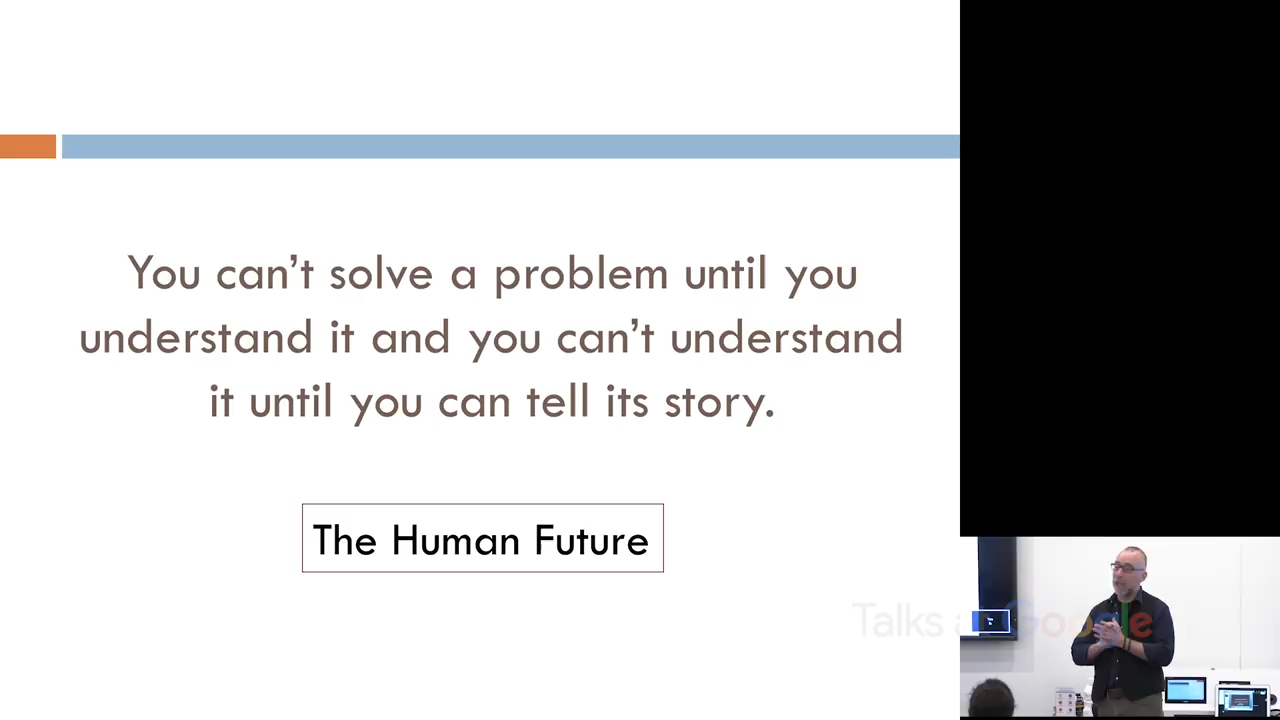 You can’t solve a problem until you
understand it and you can’t understand
it until you can tell its story.
The Human Future
Talks at Google